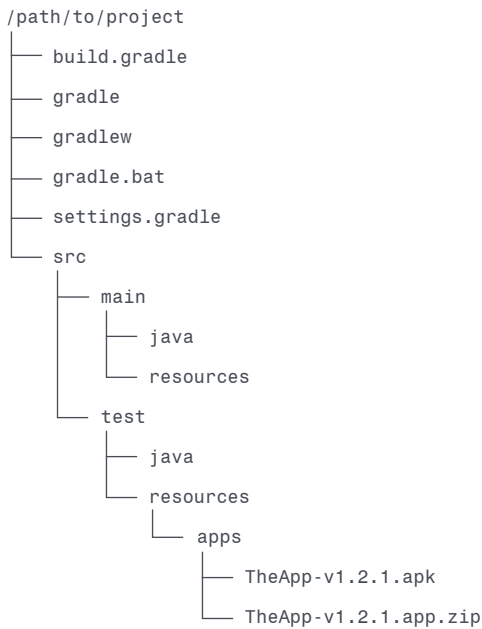 /path/to/project
build.gradle
gradle
gradlew
gradle.bat
settings.gradle
src
main
java
resources
test
java
resources
apps
TheApp-v1.2.1.apk
TheApp-v1.2.1.app.zip